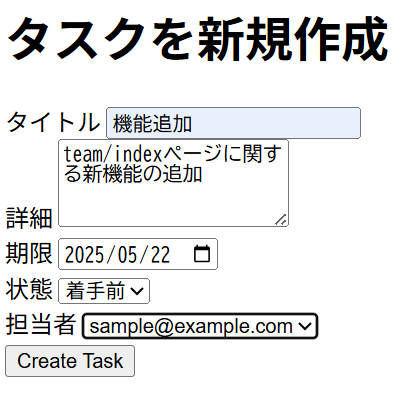 タスクを新規作成
タイトル 機能追加
team/indexページに関す
る新機能の追加
詳細
期限 2025/05/22
状態 着手前
担当者 sample@example.com
Create Task